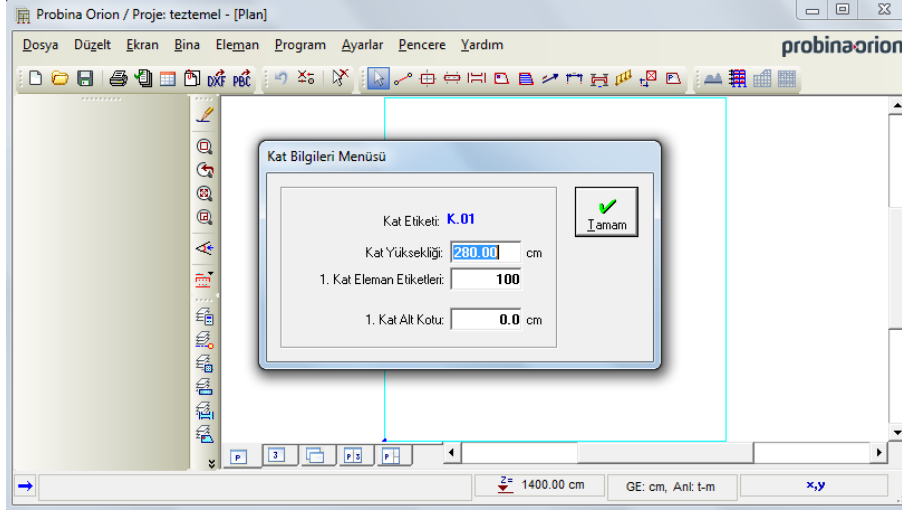 Probina Orion / Proje: teztemel - [Plan]
Dosya Düzelt Ekran Bina Eleman Program Ayarlar Pencere Yardım
probina orion
DXF PBC
Kat Bilgileri Menüsü
Kat Etiketi: K.01
Tamam
Kat Yüksekliği: 280.00 cm
1. Kat Eleman Etiketleri: 100
1. Kat Alt Kotu: 0.0 cm
P 3 P 3 P
Z= 1400.00 cm GE: cm, Anl: t-m x,y